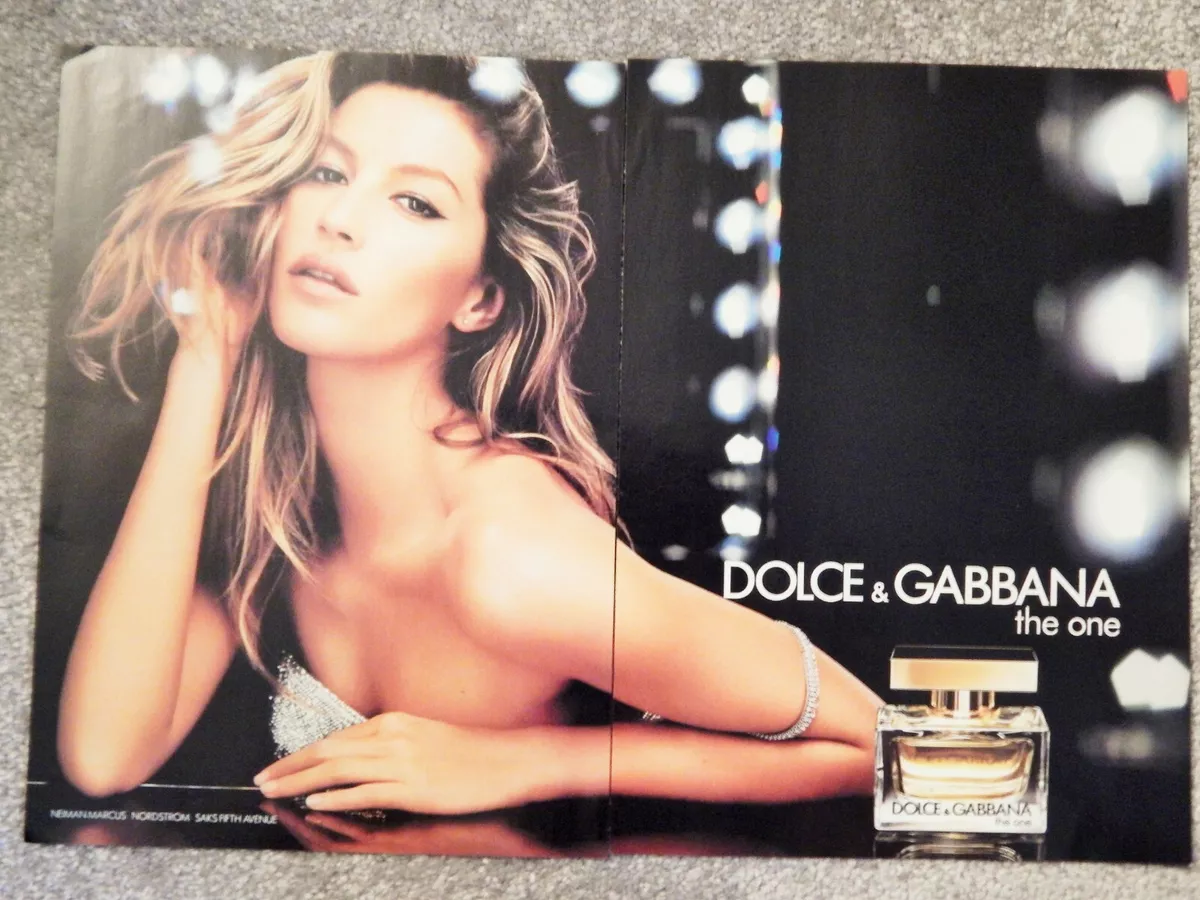 DOLCE & GABBANA
the one
DOLCE & GABBANA
the one
NEIMAN MARCUS NORDSTROM SAKS FIFTH AVENUE